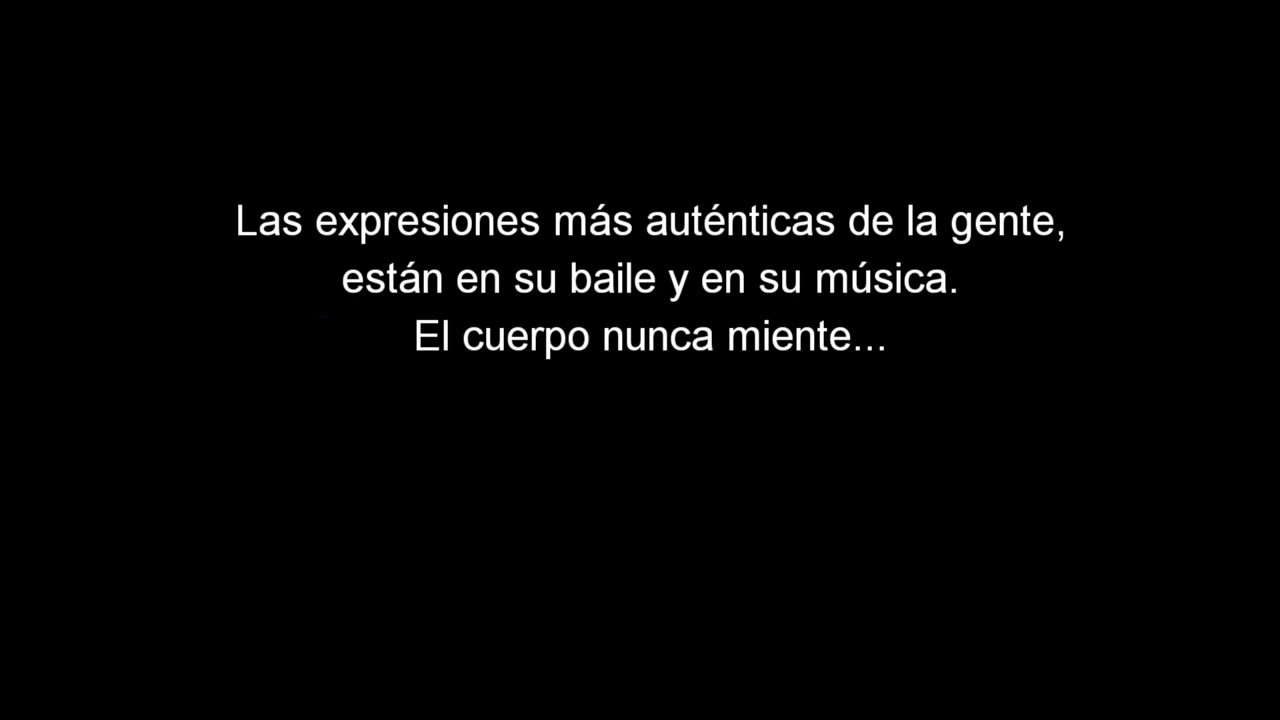 Las expresiones más auténticas de la gente,
están en su baile y en su música.
El cuerpo nunca miente...